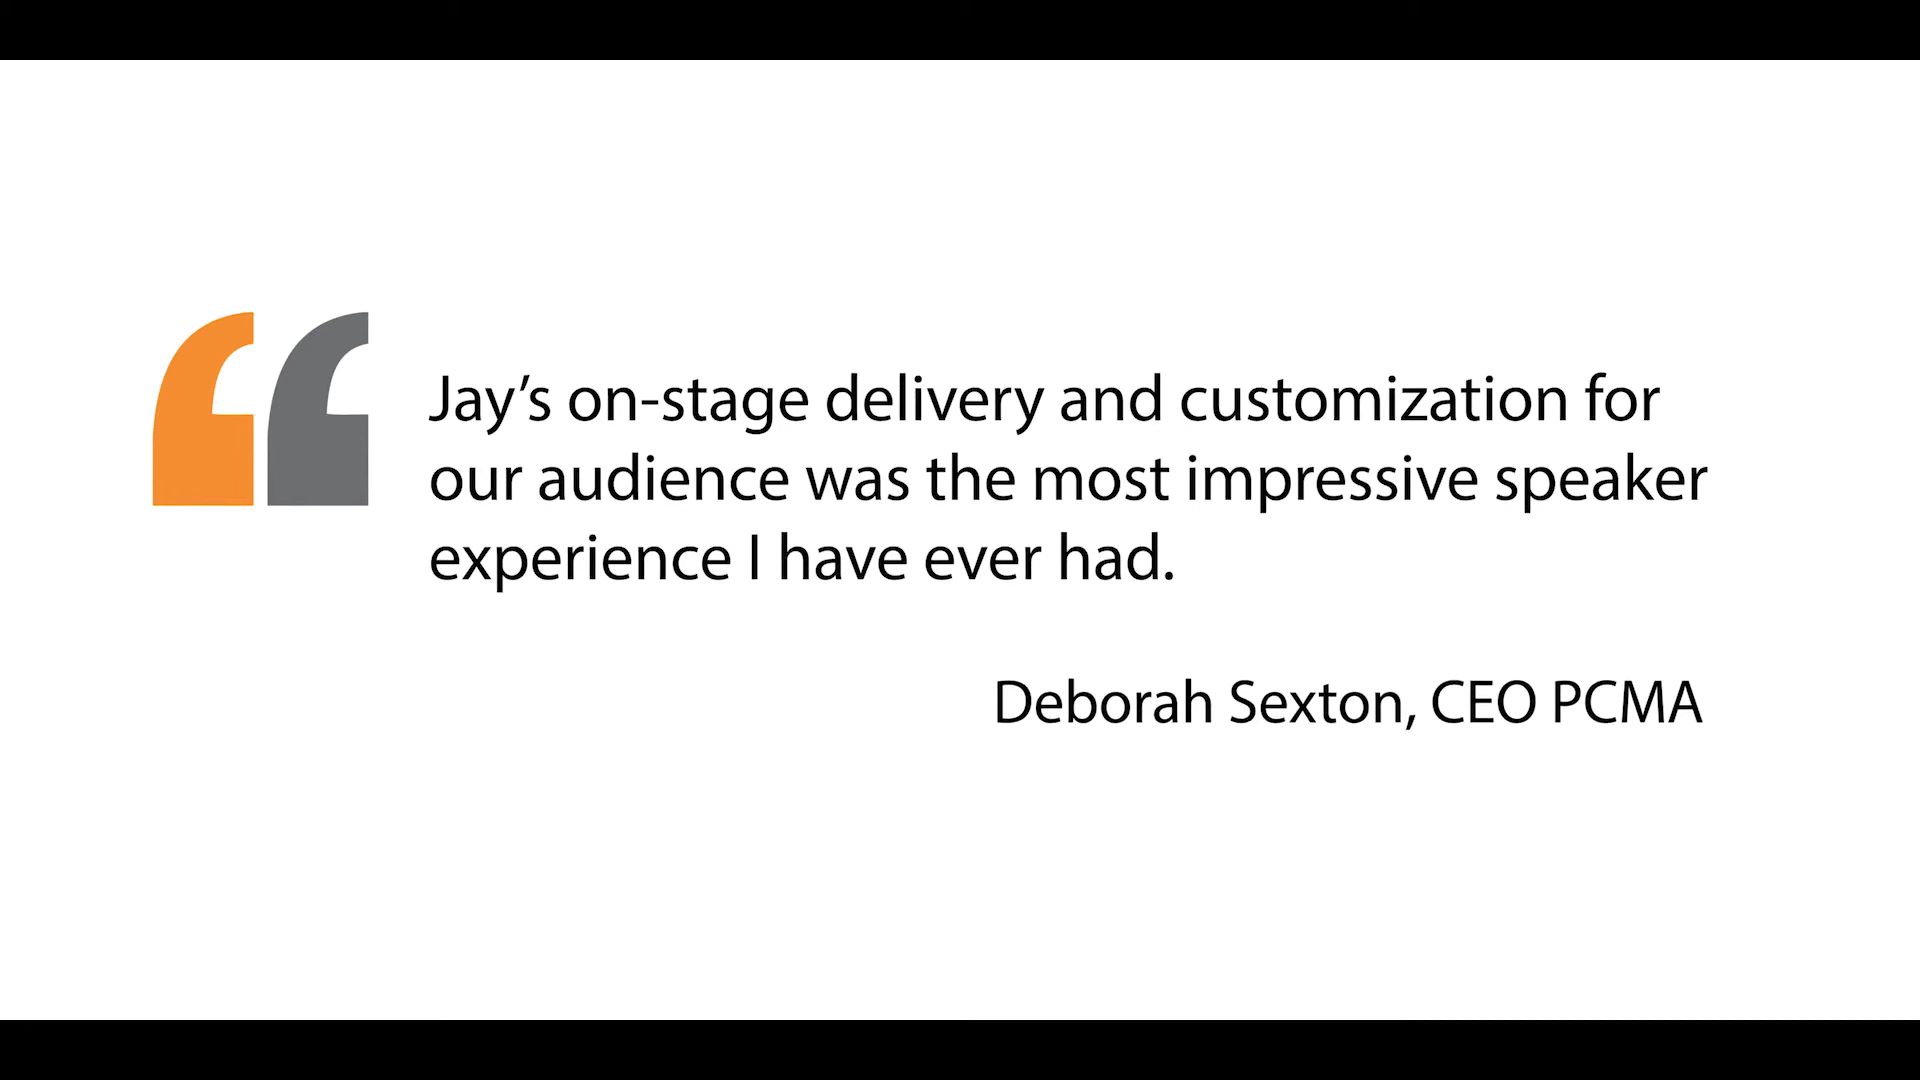 Jay’s on-stage delivery and customization for
our audience was the most impressive speaker
experience I have ever had.
Deborah Sexton, CEO PCMA